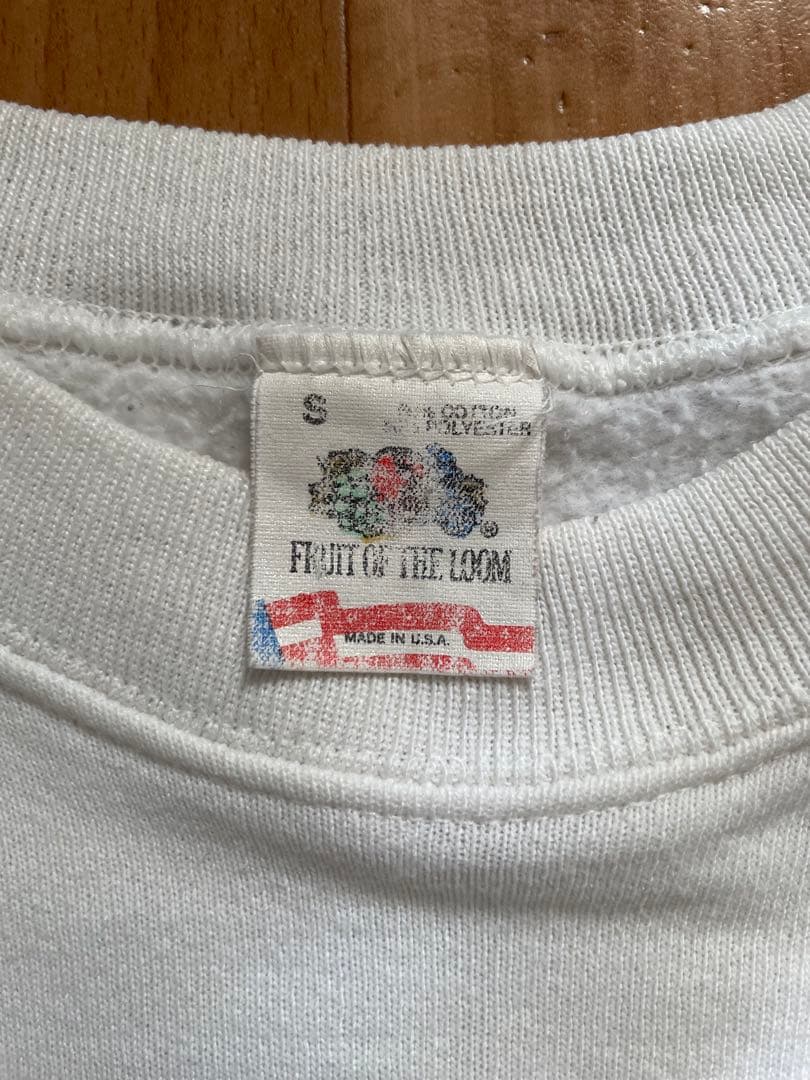 S
% COTTON
POLYESTER
®
FRUIT OF THE LOOM
MADE IN U.S.A.